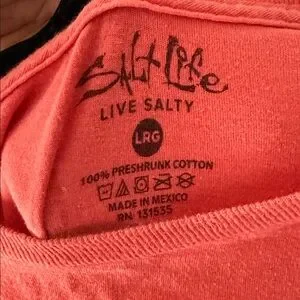 Salt Life
LIVE SALTY
LRG
100% PRESHRUNK COTTON
MADE IN MEXICO
RN 131535